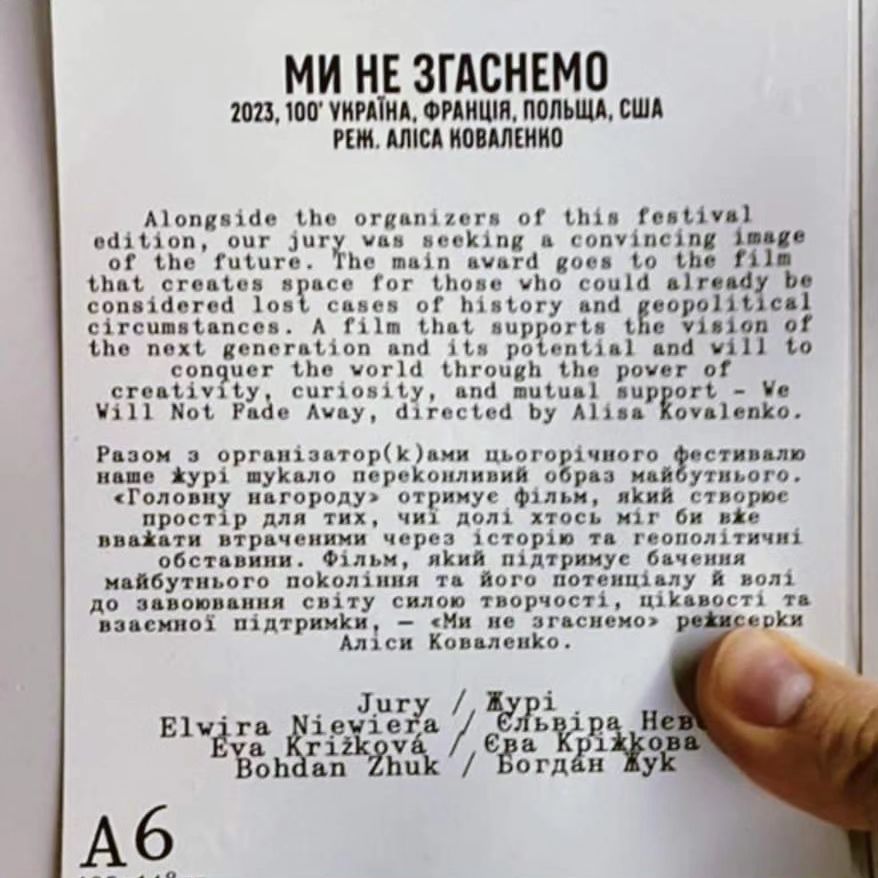 МИ НЕ ЗГАСНЕМО
2023, 100' УКРАЇНА, ФРАНЦІЯ, ПОЛЬЩА, США
РЕЖ. АЛІСА КОВАЛЕНКО
Alongside the organizers of this festival
edition, our jury was seeking a convincing image
of the future. The main award goes to the film
that creates space for those who could already be
considered lost cases of history and geopolitical
circumstances. A film that supports the vision of
the next generation and its potential and will to
conquer the world through the power of
creativity, curiosity, and mutual support – We
Will Not Fade Away, directed by Alisa Kovalenko.
Разом з організатор(к)ами цьогорічного фестивалю
наше журі шукало переконливий образ майбутнього.
«Головну нагороду» отримує фільм, який створює
простір для тих, чиї долі хтось міг би вже
вважати втраченими через історію та геополітичні
обставини. Фільм, який підтримує бачення
майбутнього покоління та його потенціалу й волі
до завоювання світу силою творчості, цікавості та
взаємної підтримки, — «Ми не згаснемо» режисерки
Аліси Коваленко.
Jury / Журі
Elwira Niewiera / Єльвіра
Eva Križková / Єва Кріжкова
Bohdan Zhuk / Богдан Жук
A6